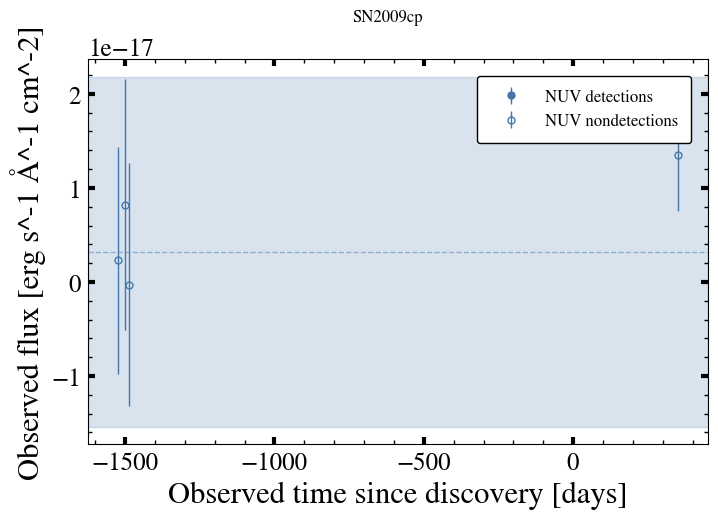 SN2009cp
1e−17
NUV detections
NUV nondetections
2
1
0
−1
Observed flux [erg s^-1 Å^-1 cm^-2]
−1500
−1000
−500
0
Observed time since discovery [days]